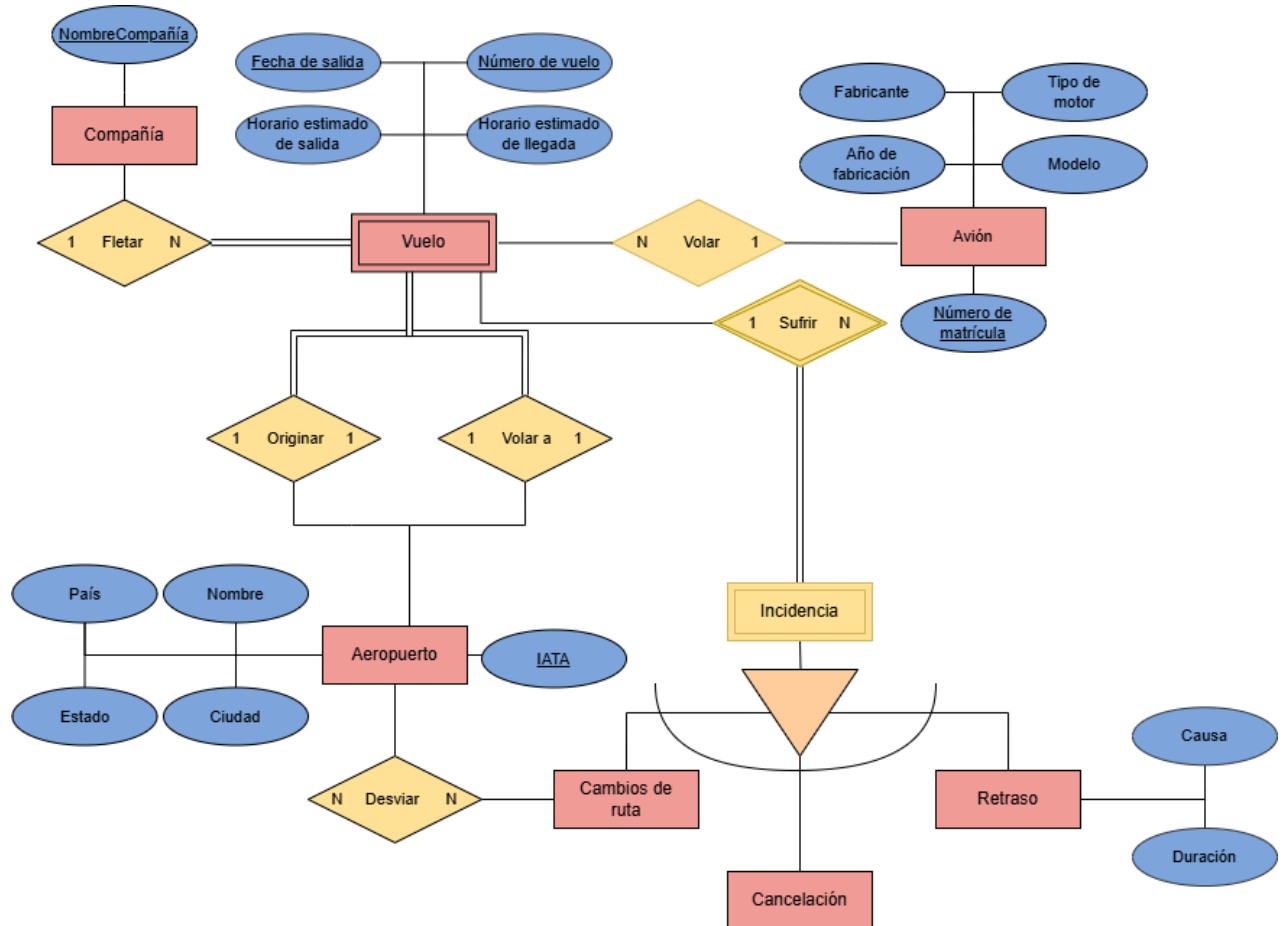 NombreCompañía
Fecha de salida
Número de vuelo
Fabricante
Tipo de
motor
Compañía
Horario estimado
de salida
Horario estimado
de llegada
Año de
fabricación
Modelo
1 Fletar N
Vuelo
N Volar 1
Avión
1 Sufrir N
Número de
matrícula
1 Originar 1
1 Volar a 1
País
Nombre
Incidencia
Aeropuerto
IATA
Estado
Ciudad
Causa
N Desviar N
Cambios de
ruta
Retraso
Duración
Cancelación